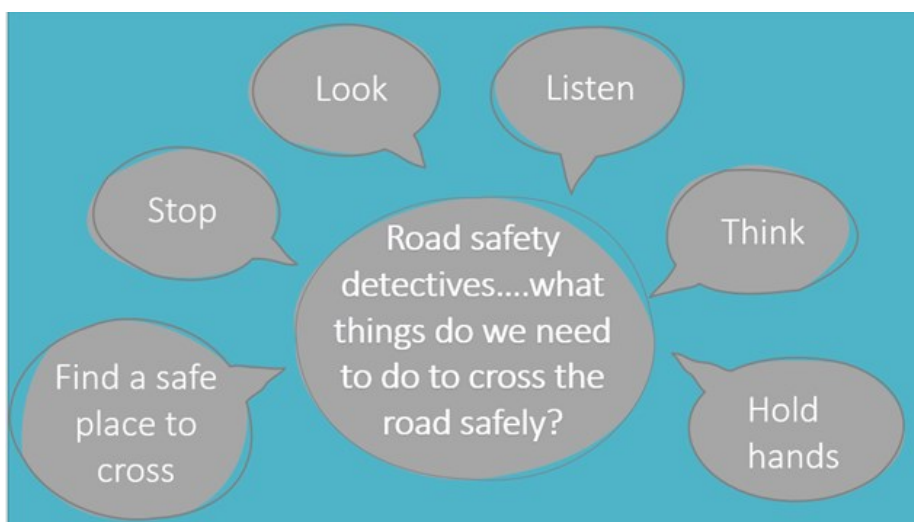 Look
Listen
Stop
Think
Road safety
detectives....what
things do we need
to do to cross the
road safely?
Find a safe
place to
cross
Hold
hands